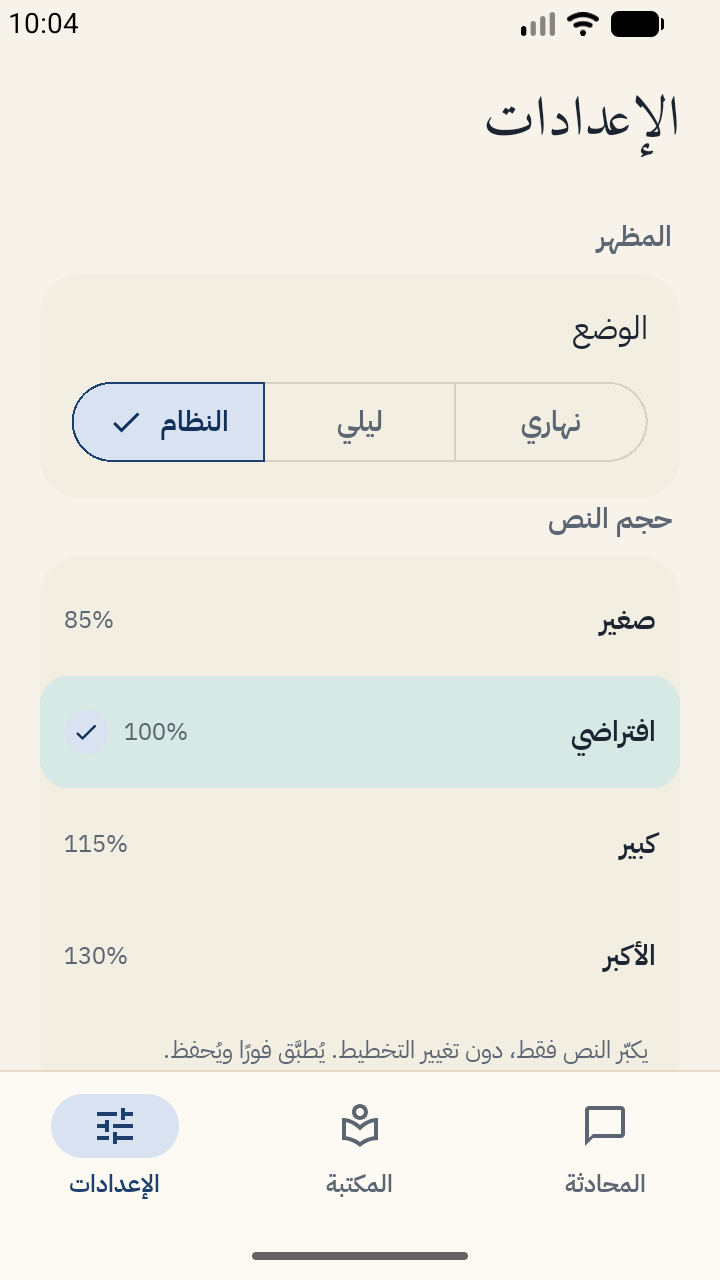 10:04
الإعدادات
المظهر
الوضع
نهاري
ليلي
النظام
حجم النص
صغير 85%
افتراضي 100%
كبير 115%
الأكبر 130%
يكبّر النص فقط، دون تغيير التخطيط. يُطبَّق فورًا ويُحفظ.
المحادثة
المكتبة
الإعدادات